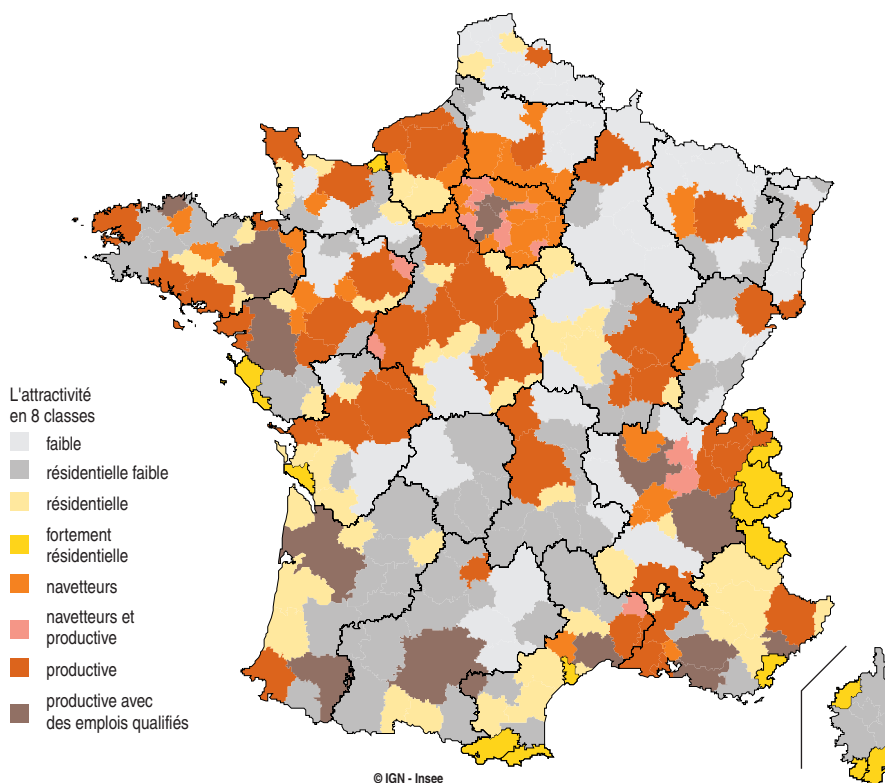 L'attractivité
en 8 classes
faible
résidentielle faible
résidentielle
fortement
résidentielle
navetteurs
navetteurs et
productive
productive
productive avec
des emplois qualifiés
© IGN - Insee